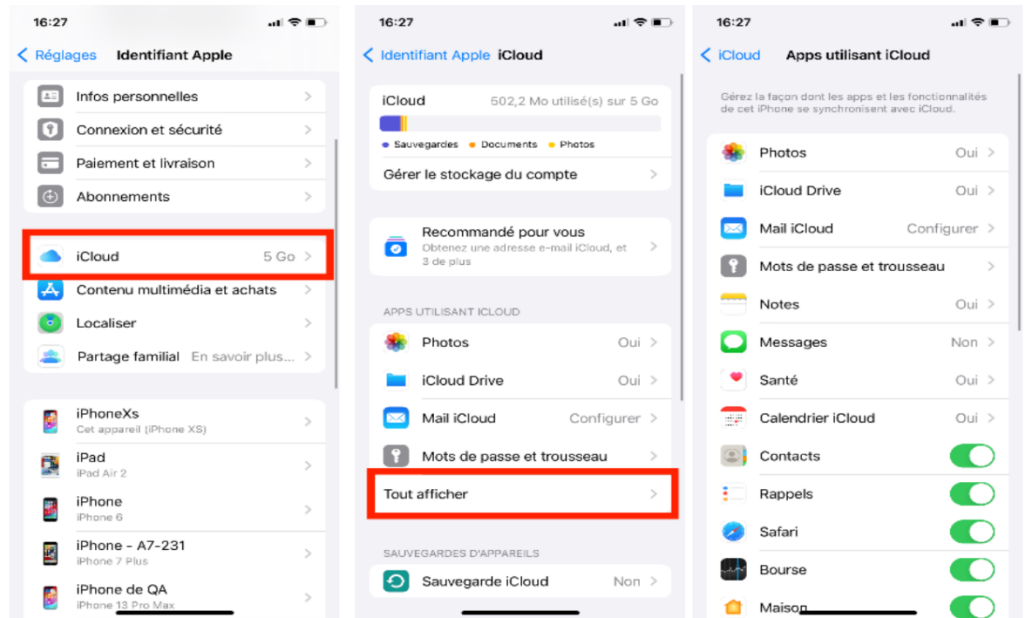 16:27
Réglages Identifiant Apple
Infos personnelles
Connexion et sécurité
Paiement et livraison
Abonnements
iCloud 5 Go
Contenu multimédia et achats
Localiser
Partage familial En savoir plus...
iPhoneXs
Cet appareil (iPhone XS)
iPad
iPad Air 2
iPhone
iPhone 6
iPhone - A7-231
iPhone 7 Plus
iPhone de QA
iPhone 13 Pro Max
16:27
Identifiant Apple iCloud
iCloud 502,2 Mo utilisé(s) sur 5 Go
Sauvegardes Documents Photos
Gérer le stockage du compte
Recommandé pour vous
Obtenez une adresse e-mail iCloud, et
3 de plus
APPS UTILISANT ICLOUD
Photos Oui
iCloud Drive Oui
Mail iCloud Configurer
Mots de passe et trousseau
Tout afficher
SAUVEGARDES D'APPAREILS
Sauvegarde iCloud Non
16:27
iCloud Apps utilisant iCloud
Gérez la façon dont les apps et les fonctionnalités
de cet iPhone se synchronisent avec iCloud.
Photos Oui
iCloud Drive Oui
Mail iCloud Configurer
Mots de passe et trousseau
Notes Oui
Messages Non
Santé Oui
Calendrier iCloud Oui
Contacts
Rappels
Safari
Bourse
Maison